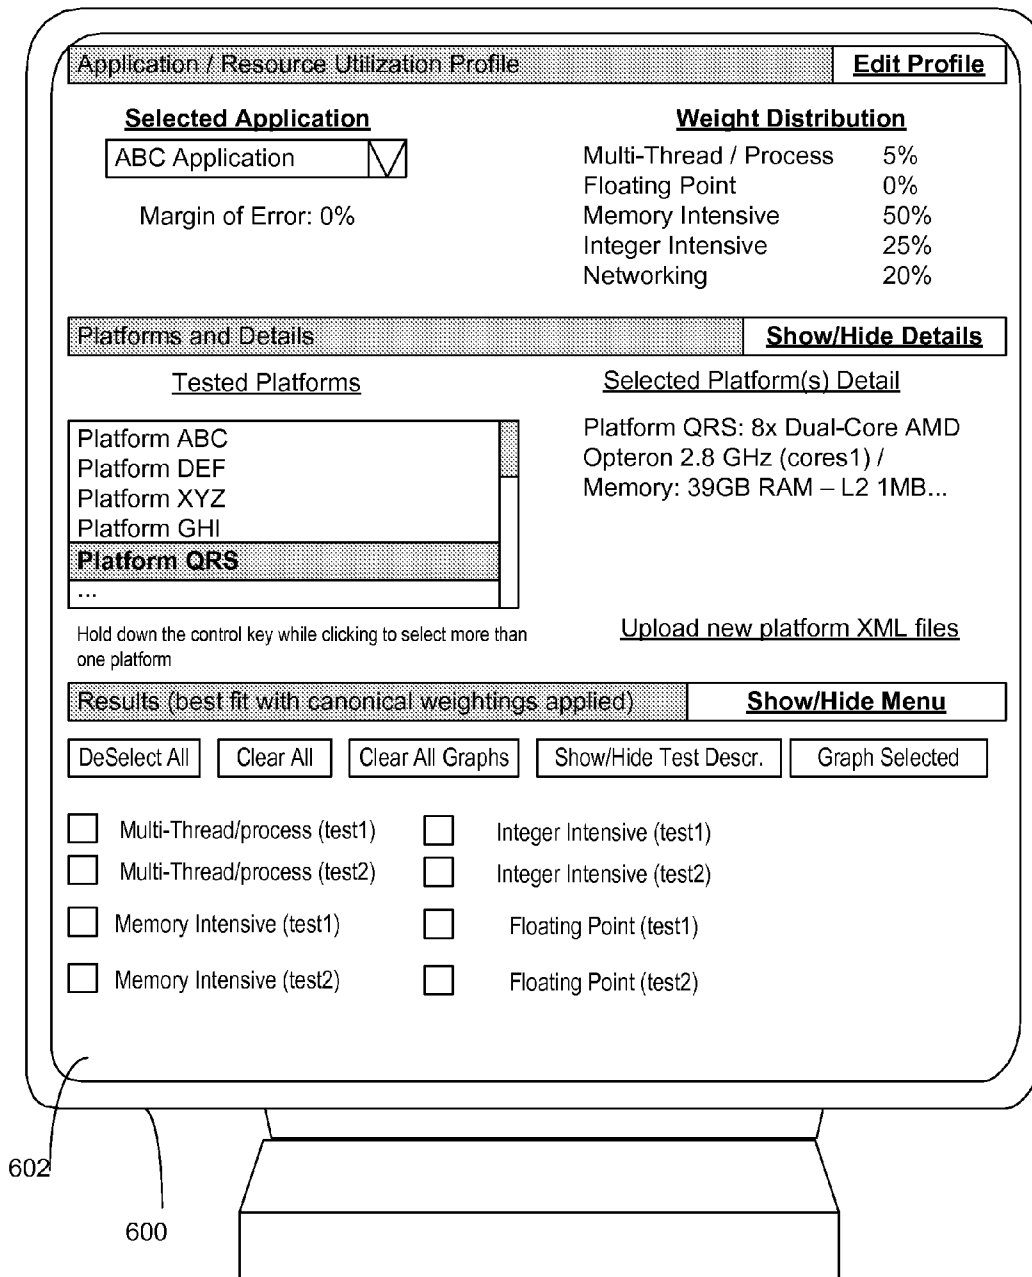 Application / Resource Utilization Profile
Edit Profile
Selected Application
ABC Application
Margin of Error: 0%
Weight Distribution
Multi-Thread / Process 5%
Floating Point 0%
Memory Intensive 50%
Integer Intensive 25%
Networking 20%
Platforms and Details
Show/Hide Details
Tested Platforms
Platform ABC
Platform DEF
Platform XYZ
Platform GHI
Platform QRS
...
Hold down the control key while clicking to select more than
one platform
Selected Platform(s) Detail
Platform QRS: 8x Dual-Core AMD
Opteron 2.8 GHz (cores1) /
Memory: 39GB RAM – L2 1MB...
Upload new platform XML files
Results (best fit with canonical weightings applied)
Show/Hide Menu
DeSelect All
Clear All
Clear All Graphs
Show/Hide Test Descr.
Graph Selected
Multi-Thread/process (test1)
Integer Intensive (test1)
Multi-Thread/process (test2)
Integer Intensive (test2)
Memory Intensive (test1)
Floating Point (test1)
Memory Intensive (test2)
Floating Point (test2)
602
600